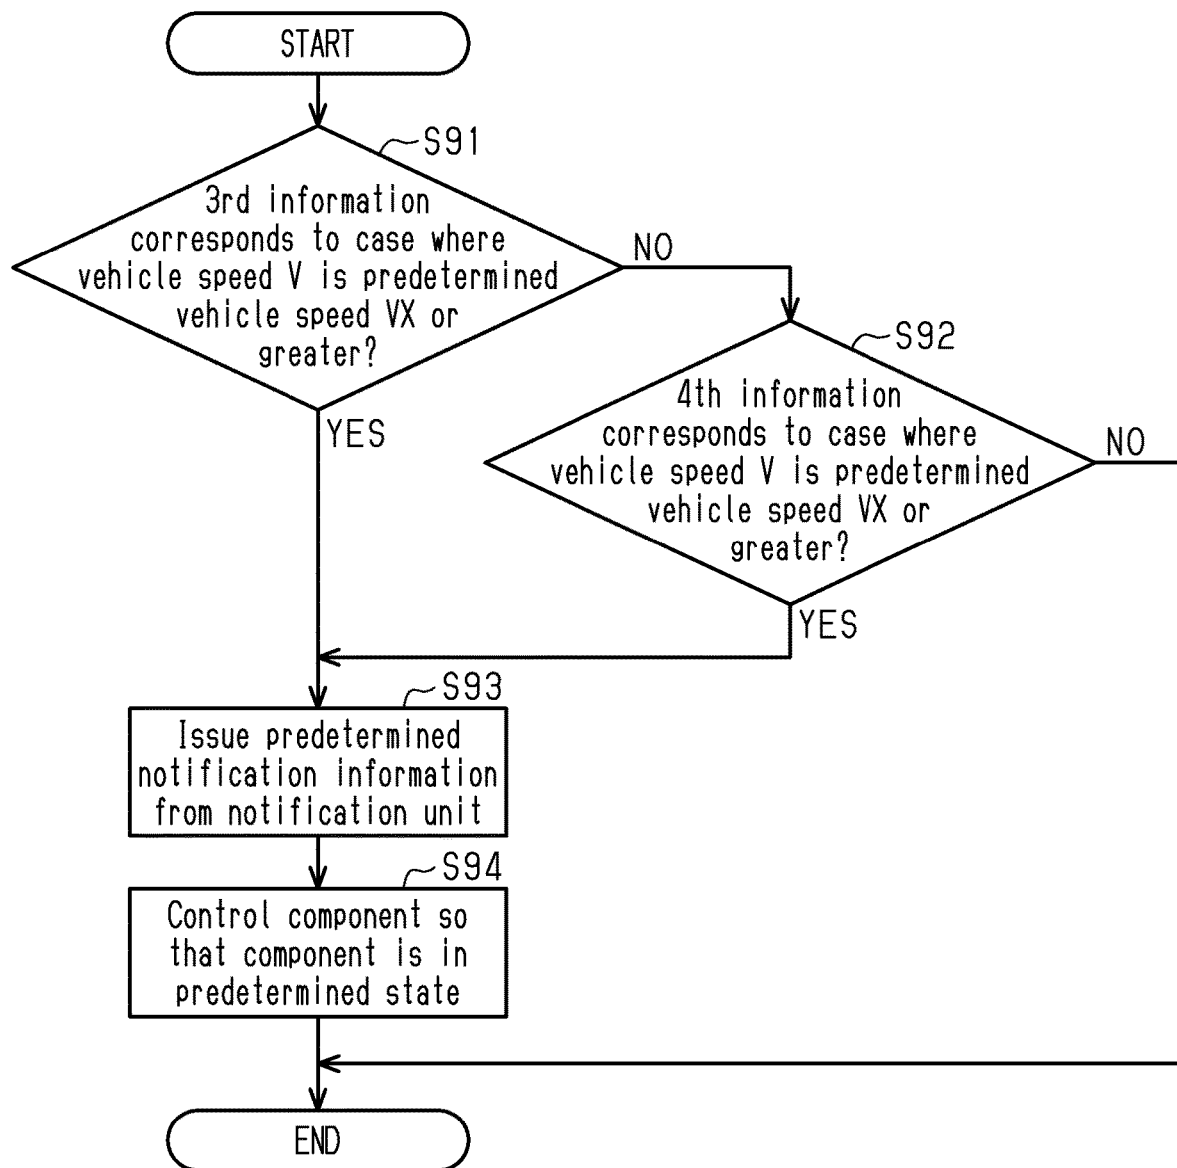 START
S91
3rd information
corresponds to case where
vehicle speed V is predetermined
vehicle speed VX or
greater?
NO
YES
S92
4th information
corresponds to case where
vehicle speed V is predetermined
vehicle speed VX or
greater?
NO
YES
S93
Issue predetermined
notification information
from notification unit
S94
Control component so
that component is in
predetermined state
END